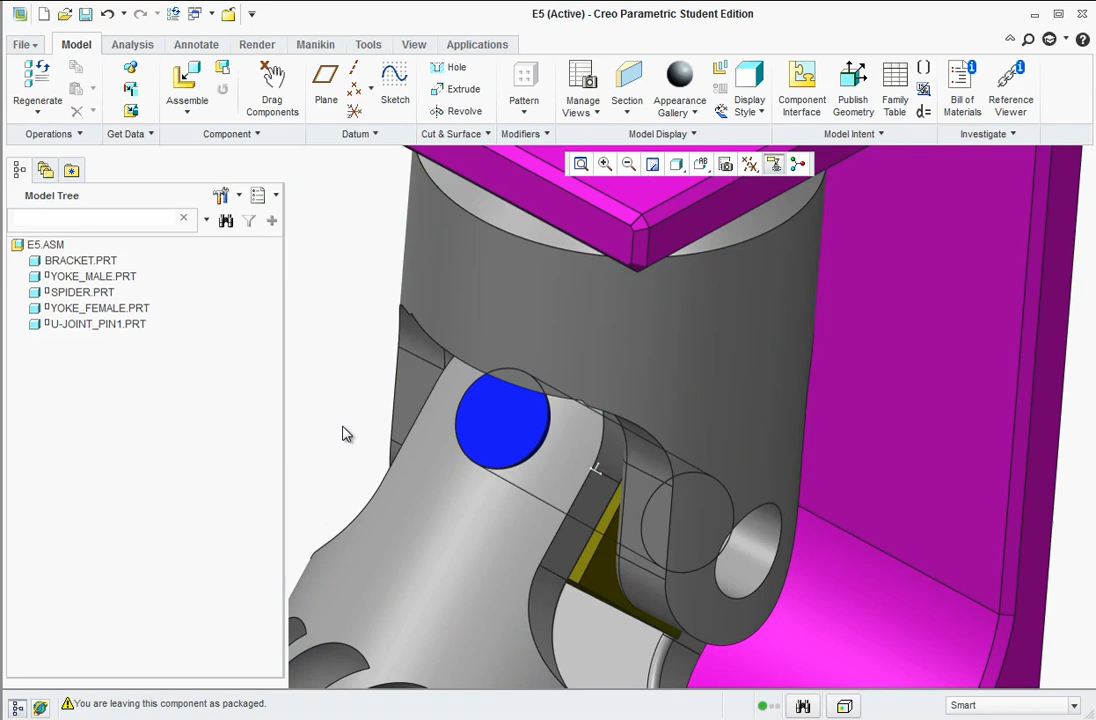 E5 (Active) - Creo Parametric Student Edition
File Model Analysis Annotate Render Manikin Tools View Applications
Regenerate Assemble Drag Components Plane Sketch Hole Extrude Revolve Pattern Manage Views Section Appearance Gallery Display Style Component Interface Publish Geometry Family Table d= Bill of Materials Reference Viewer
Operations Get Data Component Datum Cut & Surface Modifiers Model Display Model Intent Investigate
Model Tree
E5.ASM
BRACKET.PRT
YOKE_MALE.PRT
SPIDER.PRT
YOKE_FEMALE.PRT
U-JOINT_PIN1.PRT
You are leaving this component as packaged.
Smart